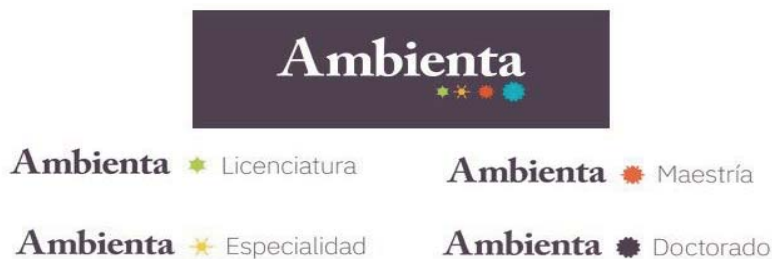 Ambienta
Ambienta Licenciatura
Ambienta Maestría
Ambienta Especialidad
Ambienta Doctorado